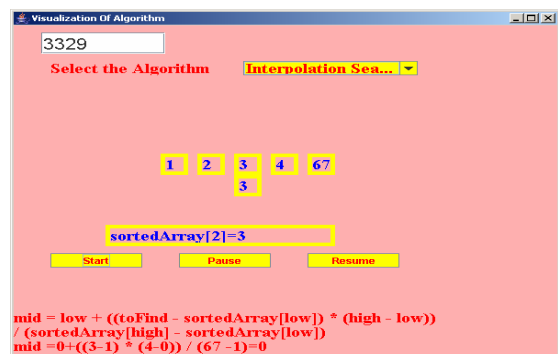 Visualization Of Algorithm
3329
Select the Algorithm Interpolation Sea...
1 2 3 4 67
3
sortedArray[2]=3
Start Pause Resume
mid = low + ((toFind - sortedArray[low]) * (high - low))
/ (sortedArray[high] - sortedArray[low])
mid =0+((3-1) * (4-0)) / (67 -1)=0